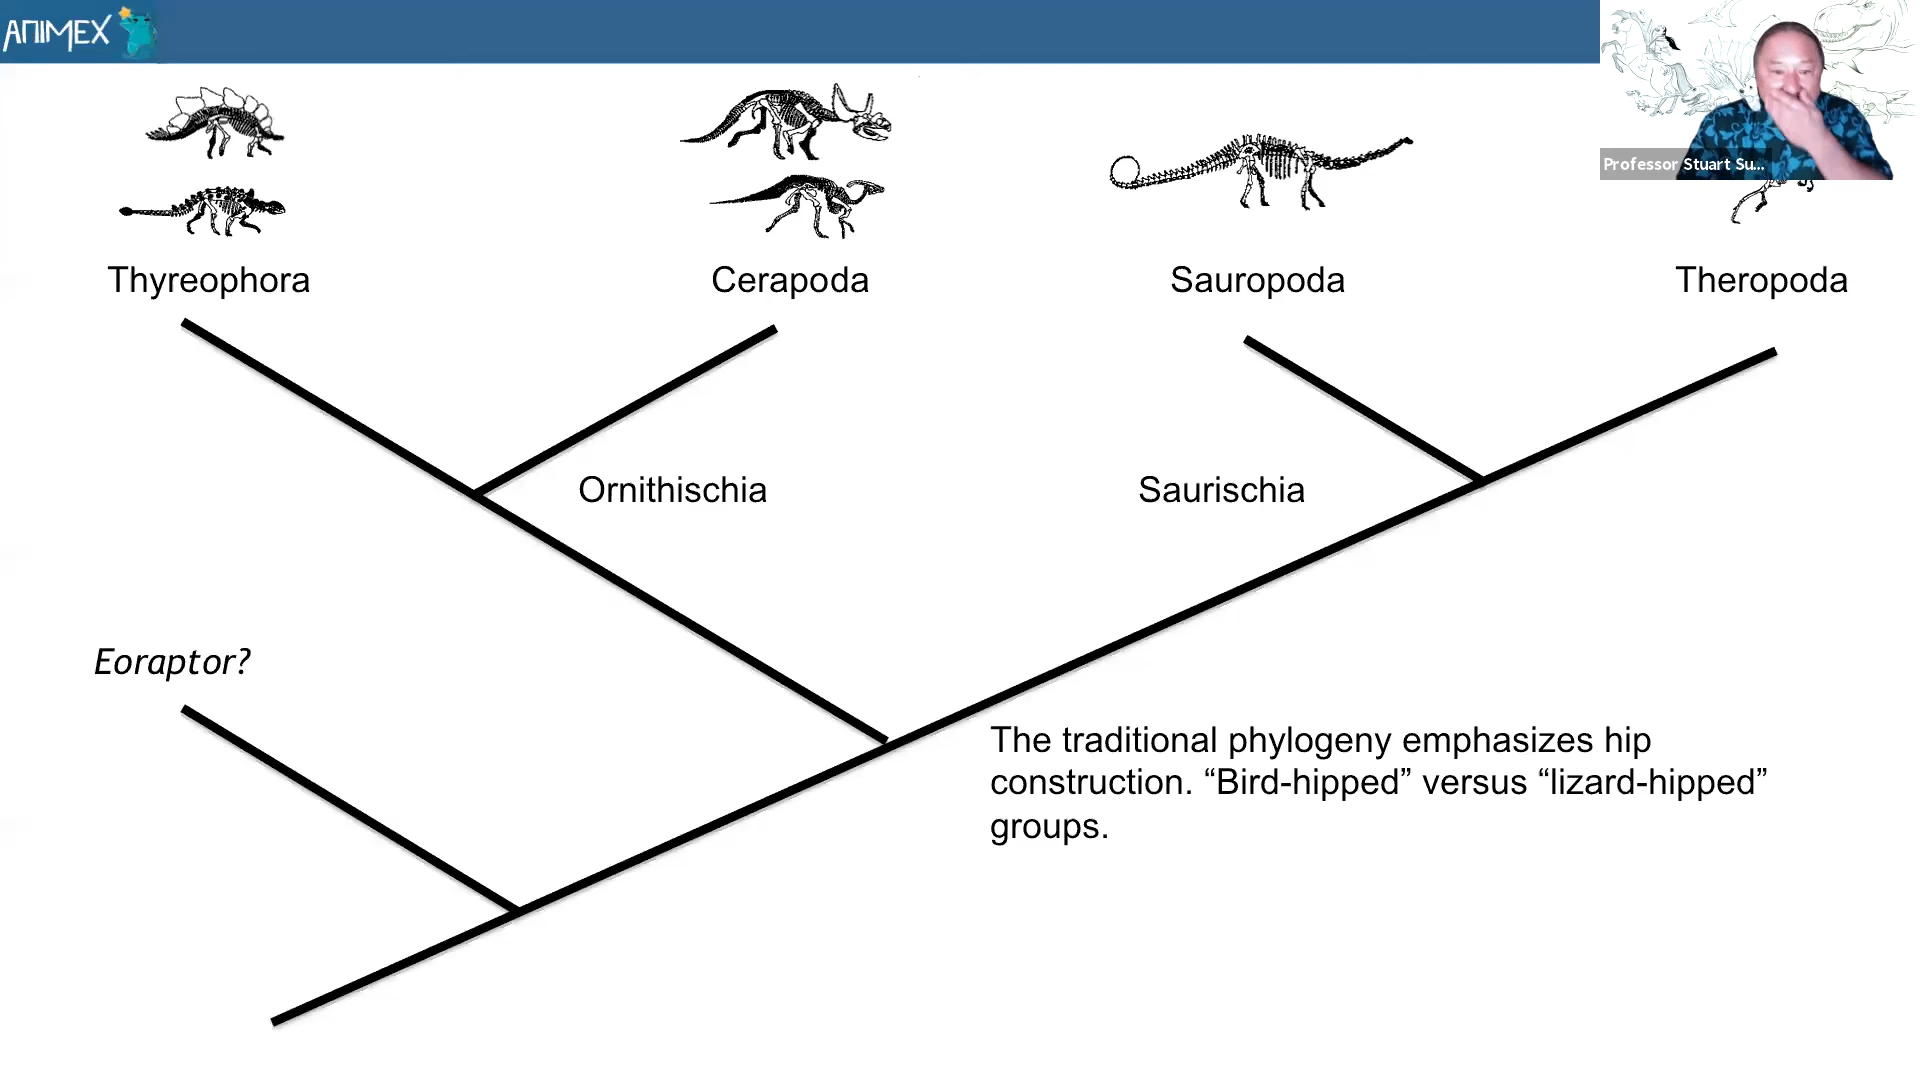 ANIMEX
Professor Stuart Su...
Thyreophora
Cerapoda
Sauropoda
Theropoda
Ornithischia
Saurischia
Eoraptor?
The traditional phylogeny emphasizes hip
construction. “Bird-hipped” versus “lizard-hipped”
groups.